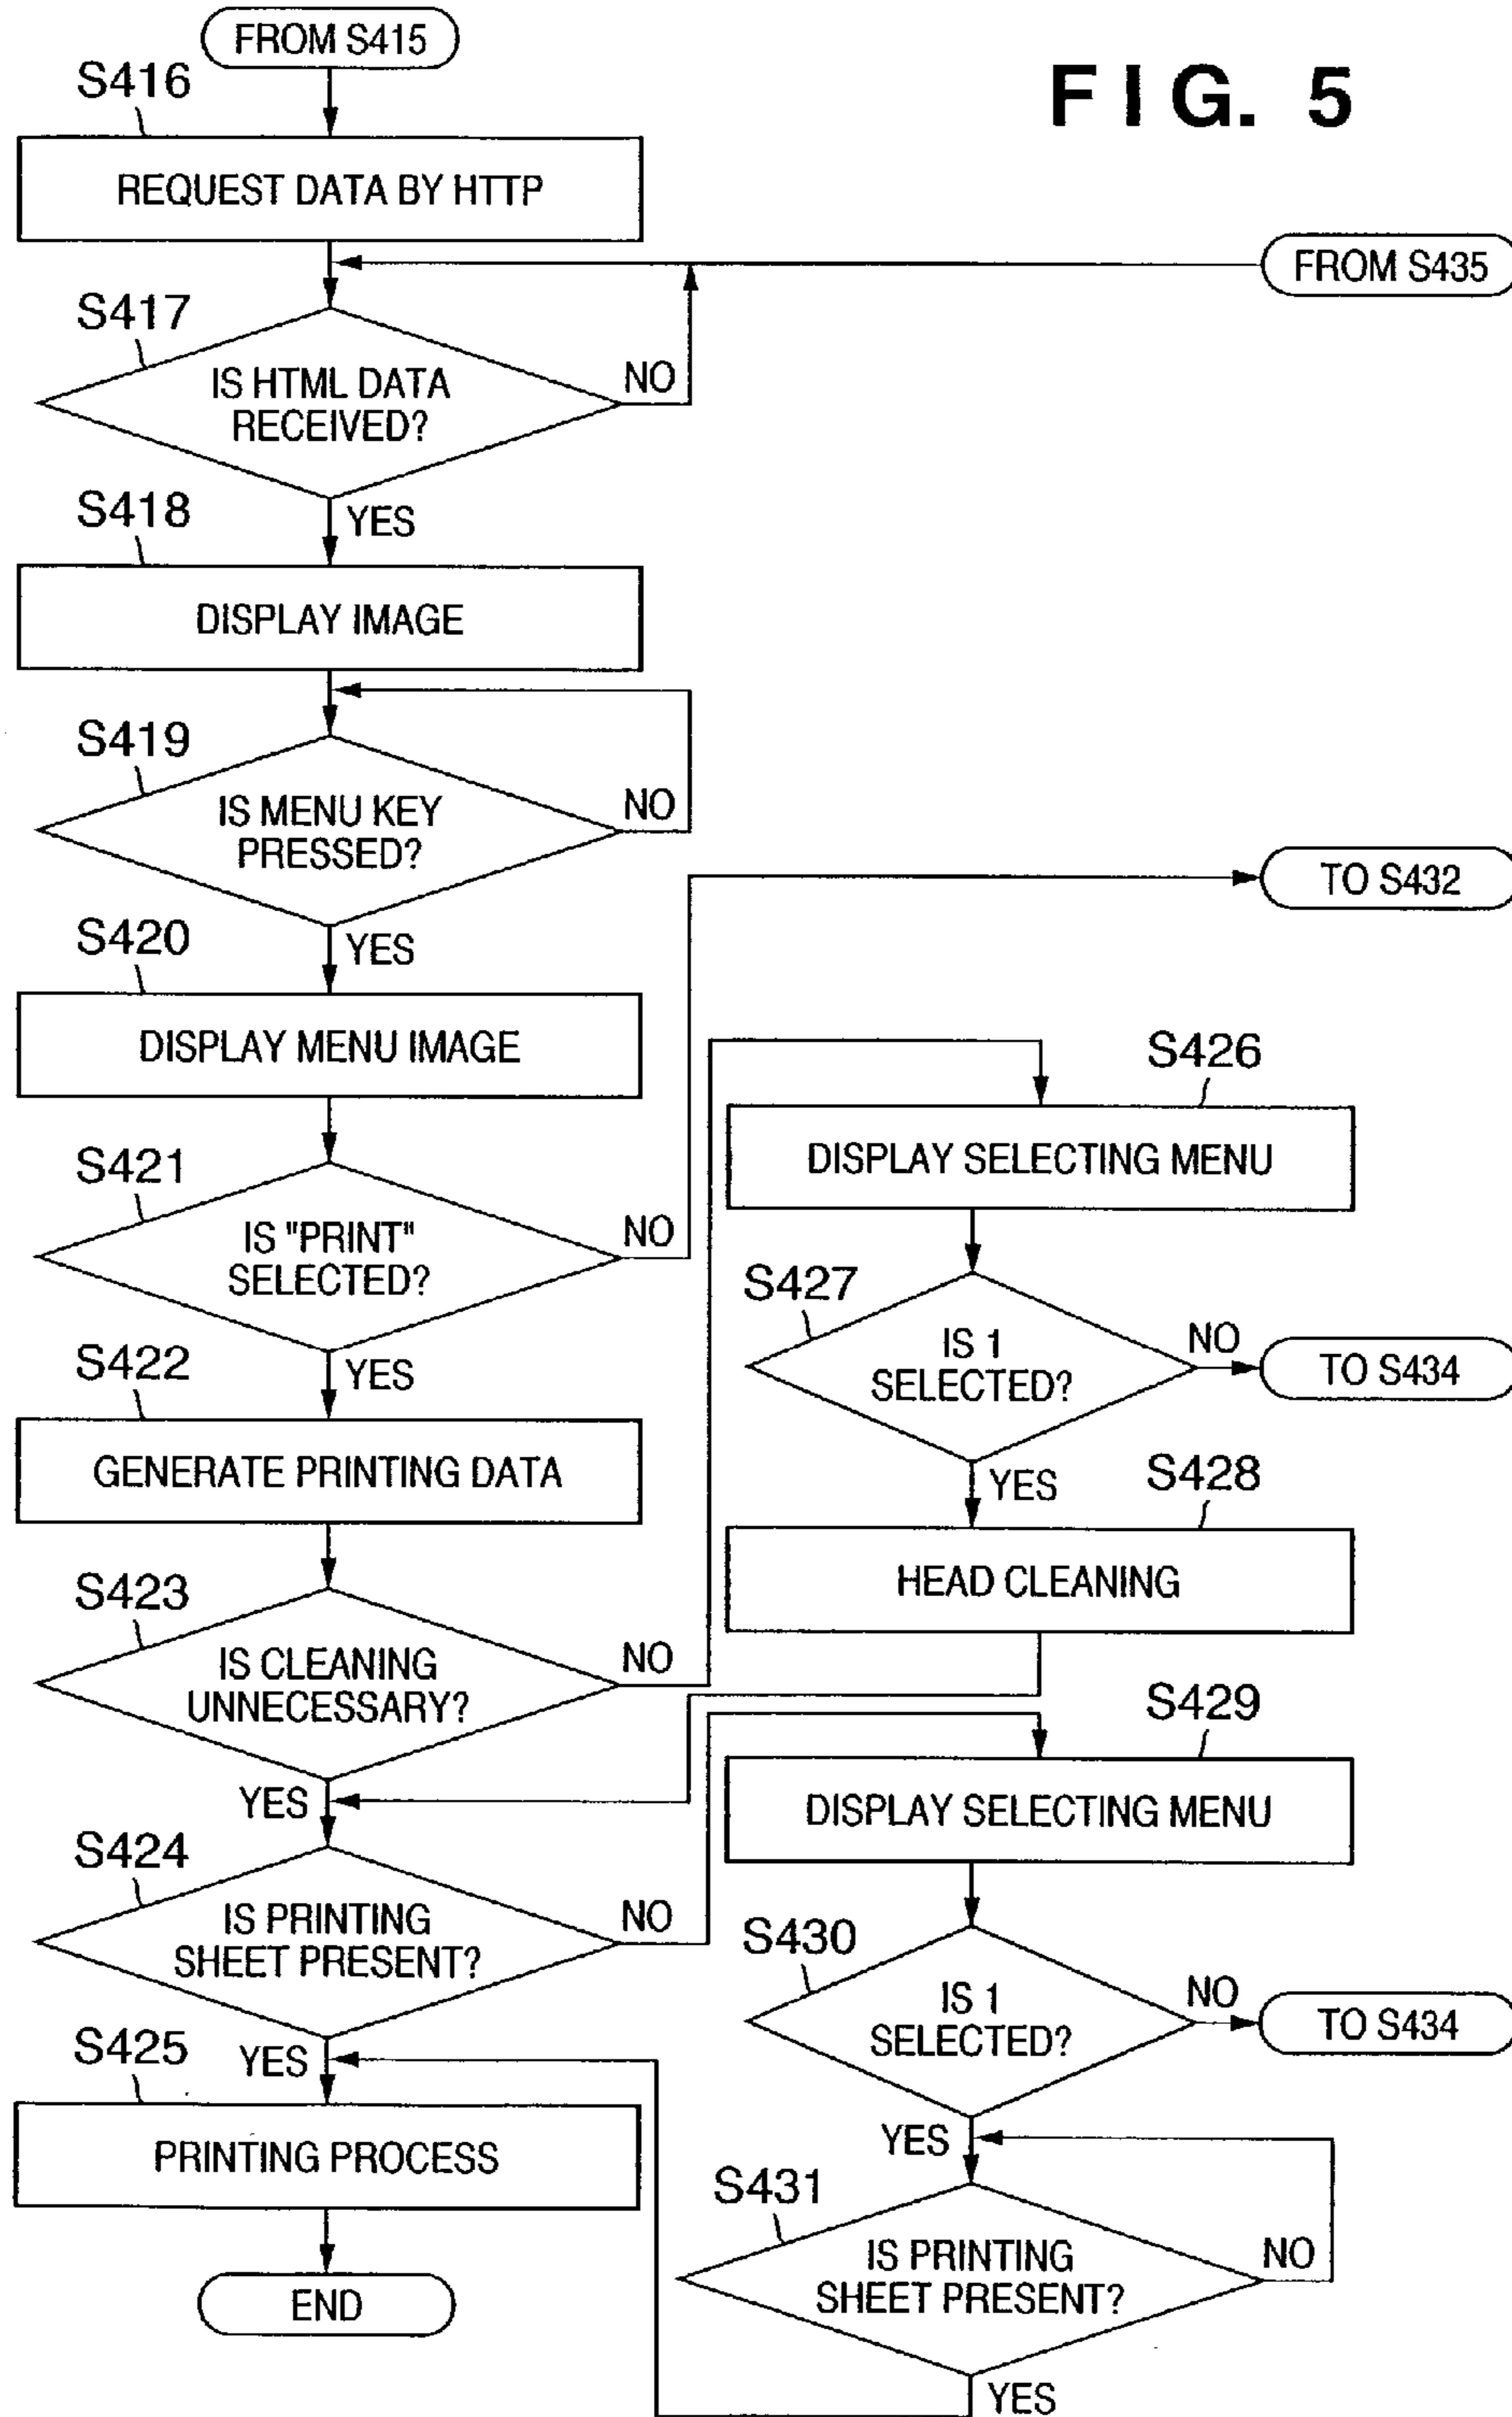 FROM S415
FIG. 5
S416
REQUEST DATA BY HTTP
FROM S435
S417
IS HTML DATA
RECEIVED?
NO
YES
S418
DISPLAY IMAGE
S419
IS MENU KEY
PRESSED?
NO
TO S432
YES
S420
DISPLAY MENU IMAGE
S421
IS "PRINT"
SELECTED?
NO
YES
S422
GENERATE PRINTING DATA
S423
IS CLEANING
UNNECESSARY?
NO
YES
S424
IS PRINTING
SHEET PRESENT?
NO
YES
S425
PRINTING PROCESS
END
S426
DISPLAY SELECTING MENU
S427
IS 1
SELECTED?
NO
TO S434
YES
S428
HEAD CLEANING
S429
DISPLAY SELECTING MENU
S430
IS 1
SELECTED?
NO
TO S434
YES
S431
IS PRINTING
SHEET PRESENT?
NO
YES